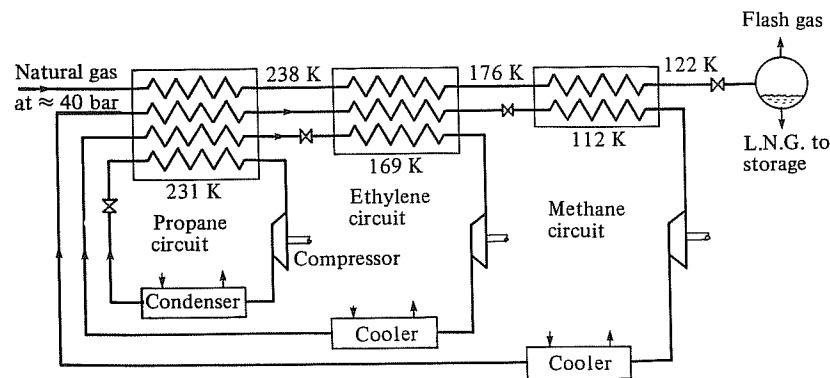 Flash gas
Natural gas
at ≈ 40 bar
238 K
176 K
122 K
231 K
169 K
112 K
L.N.G. to
storage
Propane
circuit
Ethylene
circuit
Methane
circuit
Compressor
Condenser
Cooler
Cooler